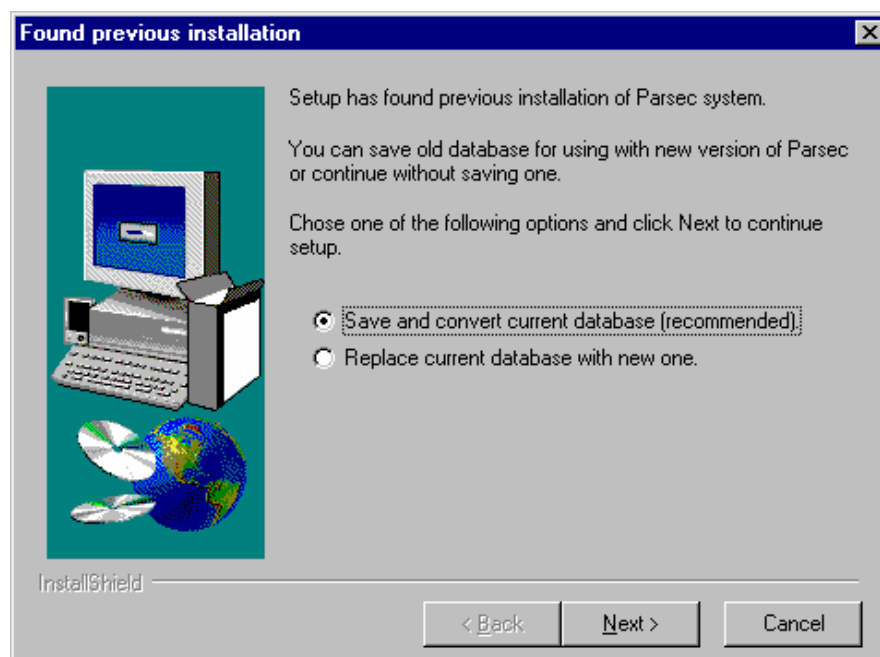 Found previous installation
Setup has found previous installation of Parsec system.
You can save old database for using with new version of Parsec
or continue without saving one.
Chose one of the following options and click Next to continue
setup.
Save and convert current database (recommended).
Replace current database with new one.
InstallShield
< Back
Next >
Cancel